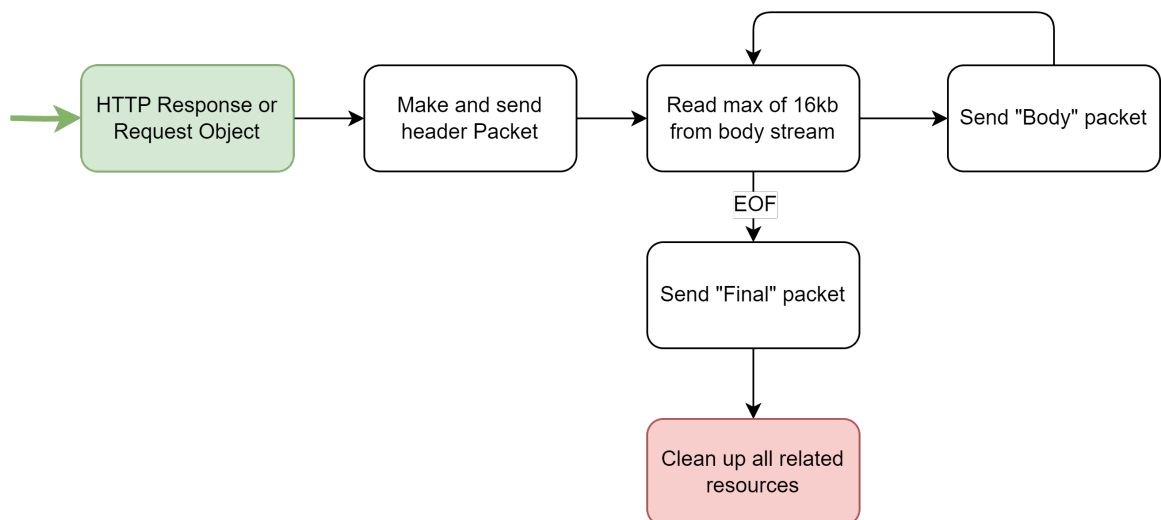 HTTP Response or
Request Object
Make and send
header Packet
Read max of 16kb
from body stream
Send "Body" packet
EOF
Send "Final" packet
Clean up all related
resources